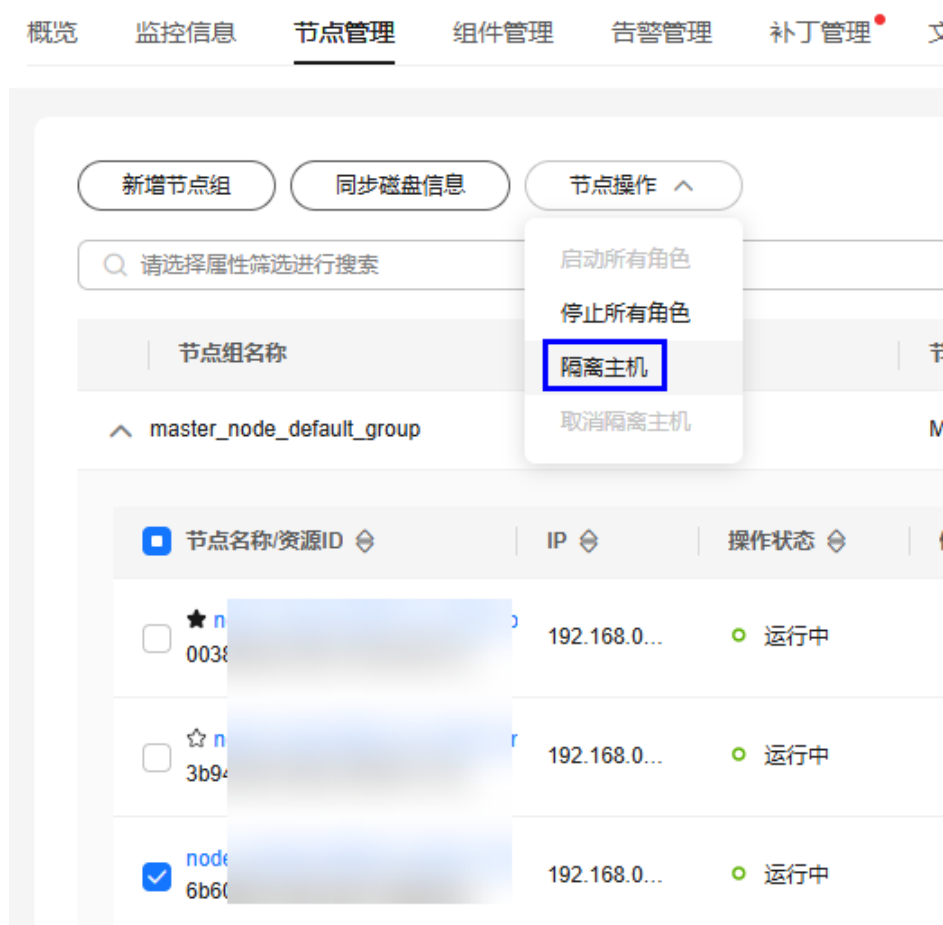 概览 监控信息 节点管理 组件管理 告警管理 补丁管理
新增节点组 同步磁盘信息 节点操作
请选择属性筛选进行搜索
启动所有角色
停止所有角色
隔离主机
取消隔离主机
节点组名称
master_node_default_group
节点名称/资源ID IP 操作状态
192.168.0... 运行中
003
192.168.0... 运行中
3b94
node 192.168.0... 运行中
6b60